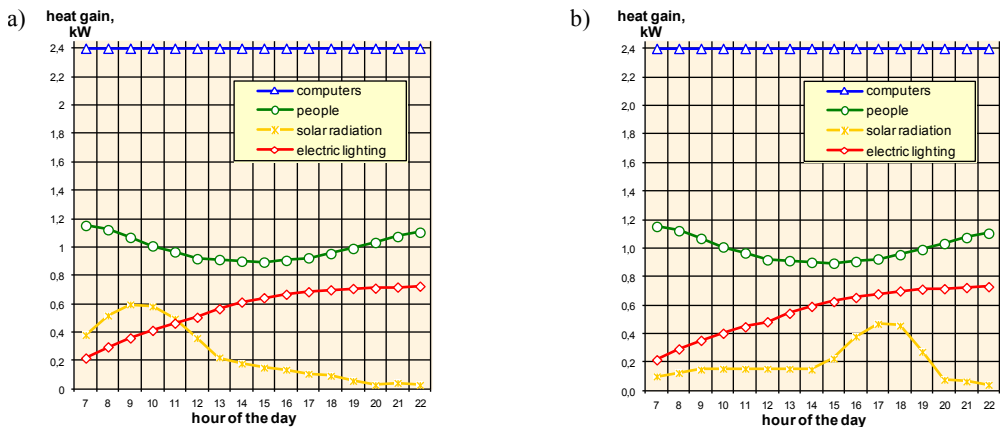 a)
heat gain,
kW
2,4
2,2
2
1,8
1,6
1,4
1,2
1
0,8
0,6
0,4
0,2
0
computers
people
solar radiation
electric lighting
7 8 9 10 11 12 13 14 15 16 17 18 19 20 21 22
hour of the day
b)
heat gain,
kW
2,4
2,2
2,0
1,8
1,6
1,4
1,2
1,0
0,8
0,6
0,4
0,2
0,0
computers
people
solar radiation
electric lighting
7 8 9 10 11 12 13 14 15 16 17 18 19 20 21 22
hour of the day